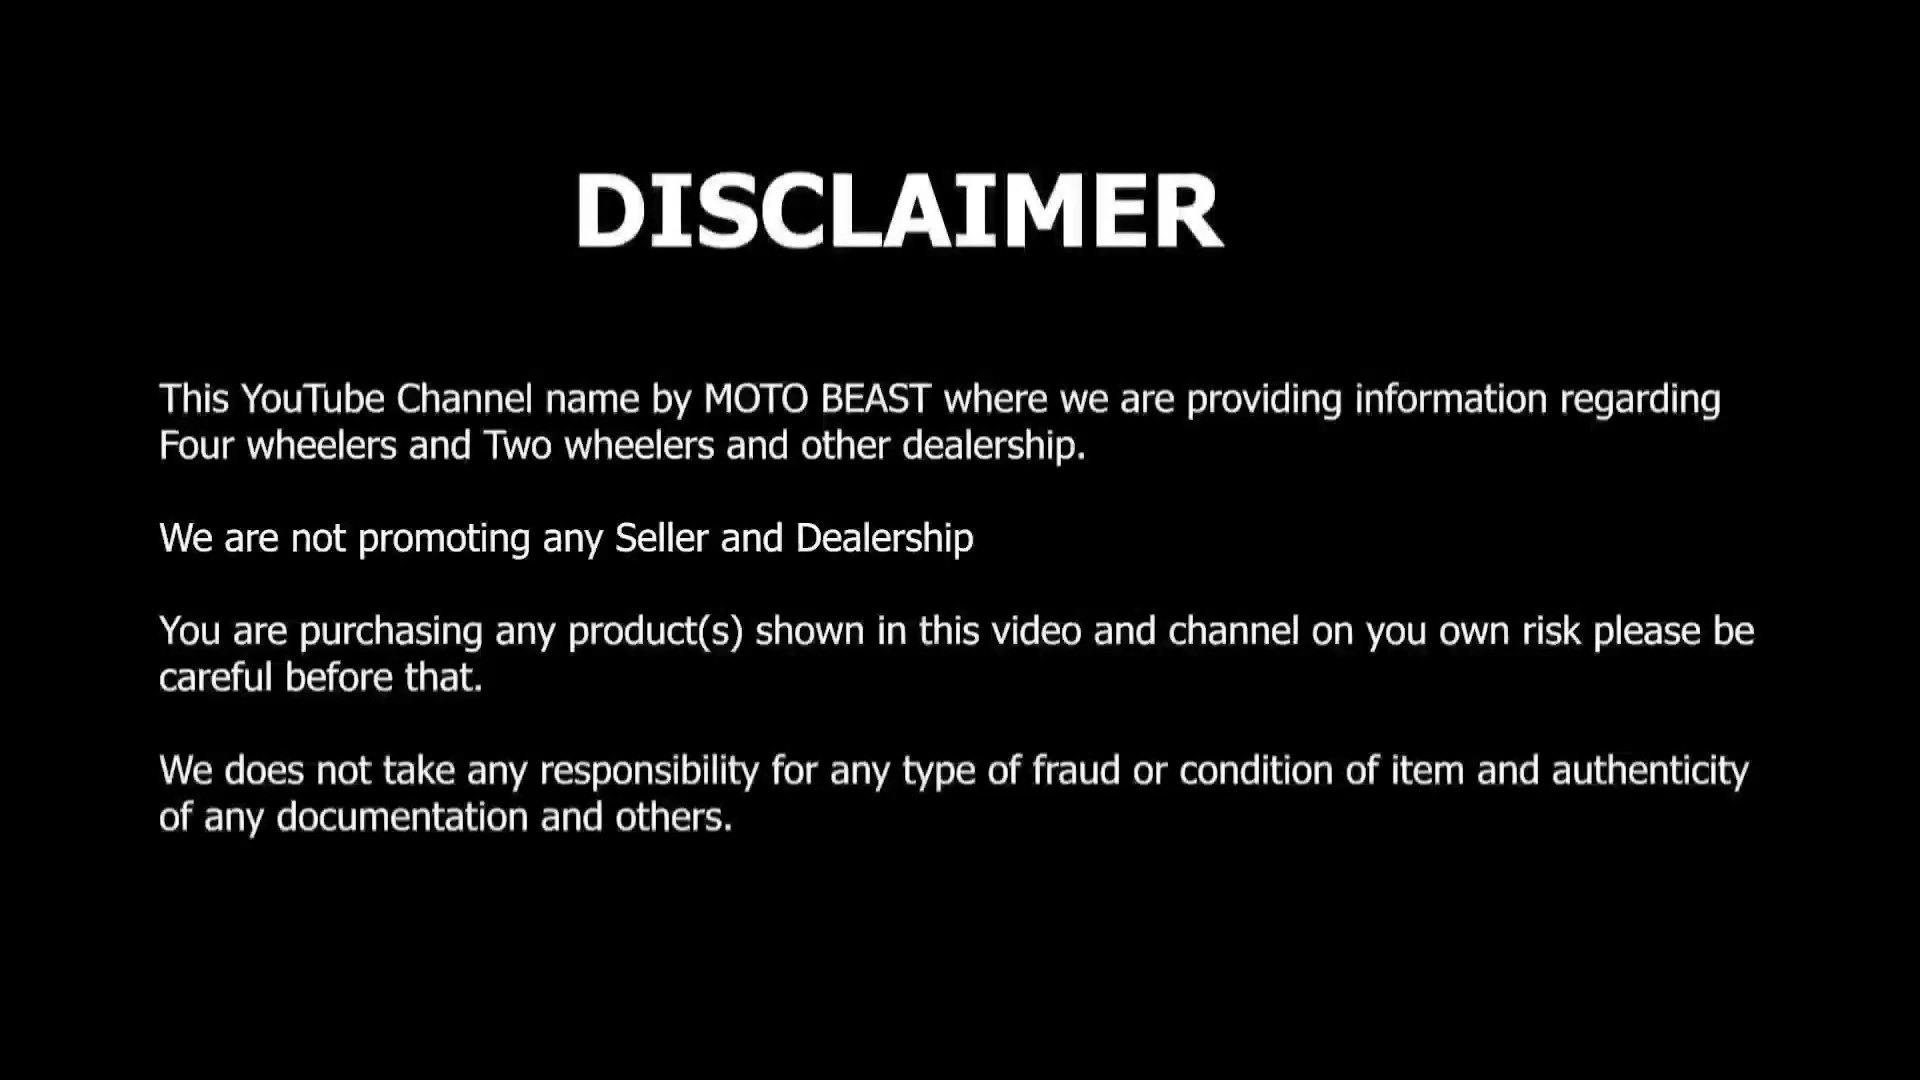 DISCLAIMER
This YouTube Channel name by MOTO BEAST where we are providing information regarding
Four wheelers and Two wheelers and other dealership.
We are not promoting any Seller and Dealership
You are purchasing any product(s) shown in this video and channel on you own risk please be
careful before that.
We does not take any responsibility for any type of fraud or condition of item and authenticity
of any documentation and others.